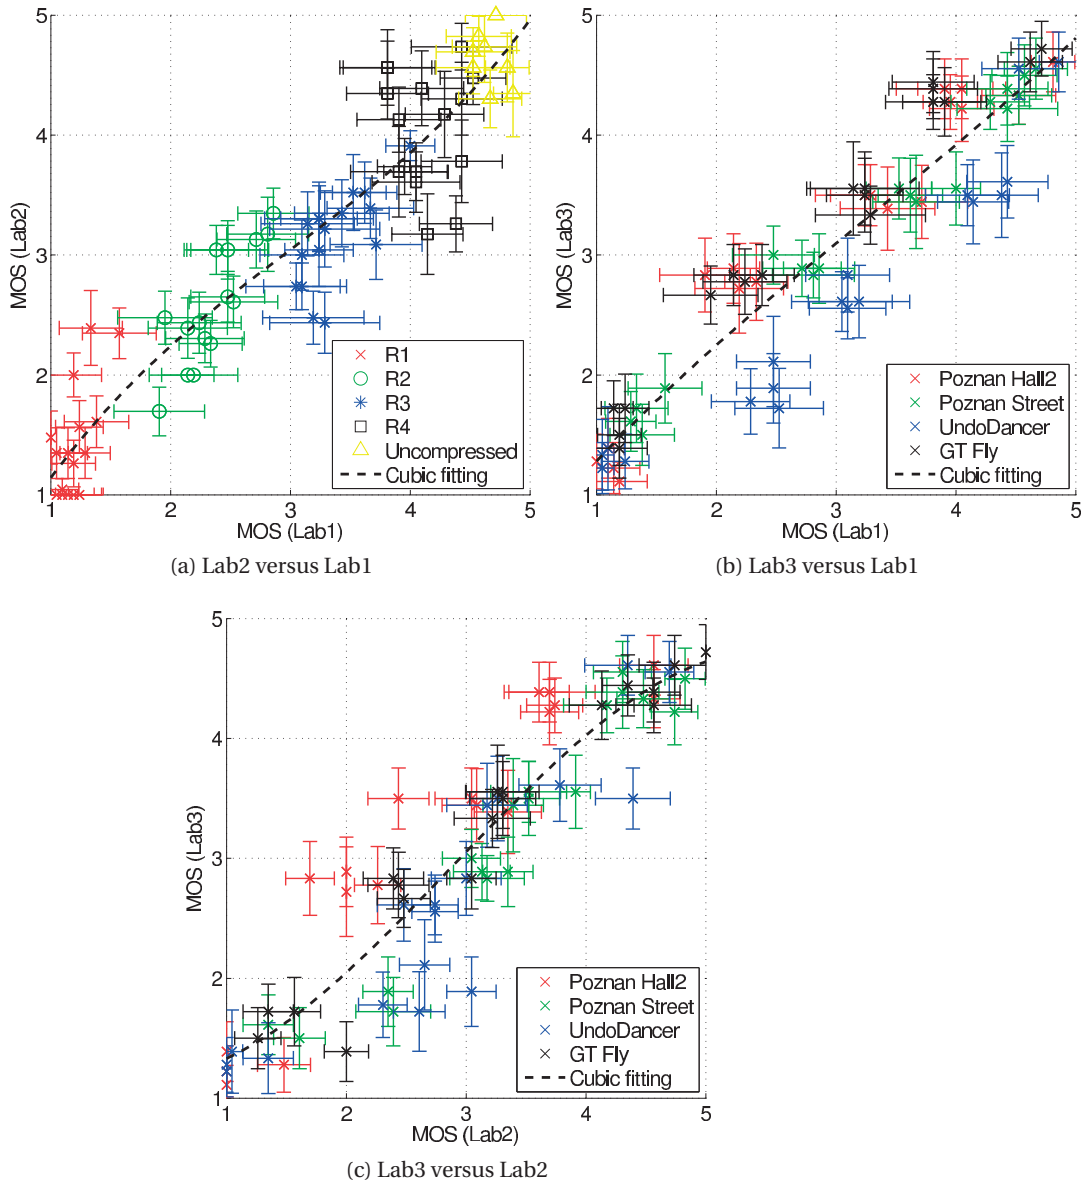 5
4
3
2
1
MOS (Lab2)
R1
R2
R3
R4
Uncompressed
Cubic fitting
1 2 3 4 5
MOS (Lab1)
(a) Lab2 versus Lab1
5
4
3
2
1
MOS (Lab3)
Poznan Hall2
Poznan Street
UndoDancer
GT Fly
Cubic fitting
1 2 3 4 5
MOS (Lab1)
(b) Lab3 versus Lab1
5
4
3
2
1
MOS (Lab3)
Poznan Hall2
Poznan Street
UndoDancer
GT Fly
Cubic fitting
1 2 3 4 5
MOS (Lab2)
(c) Lab3 versus Lab2